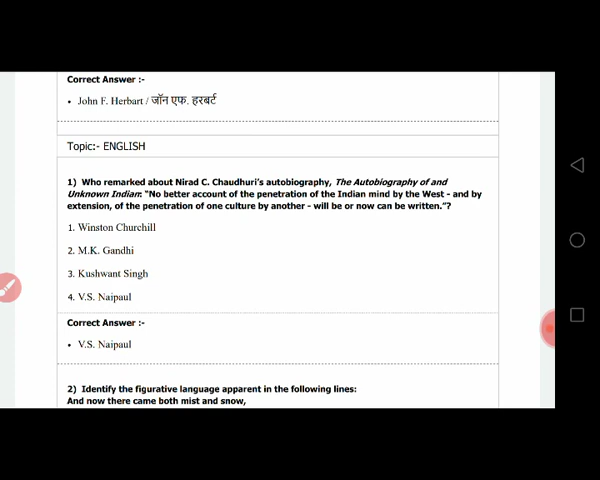 Correct Answer :-
• John F. Herbart / जॉन एफ. हरबर्ट
Topic:- ENGLISH
1) Who remarked about Nirad C. Chaudhuri's autobiography, The Autobiography of and
Unknown Indian: "No better account of the penetration of the Indian mind by the West - and by
extension, of the penetration of one culture by another - will be or now can be written."?
1. Winston Churchill
2. M.K. Gandhi
3. Kushwant Singh
4. V.S. Naipaul
Correct Answer :-
• V.S. Naipaul
2) Identify the figurative language apparent in the following lines:
And now there came both mist and snow,